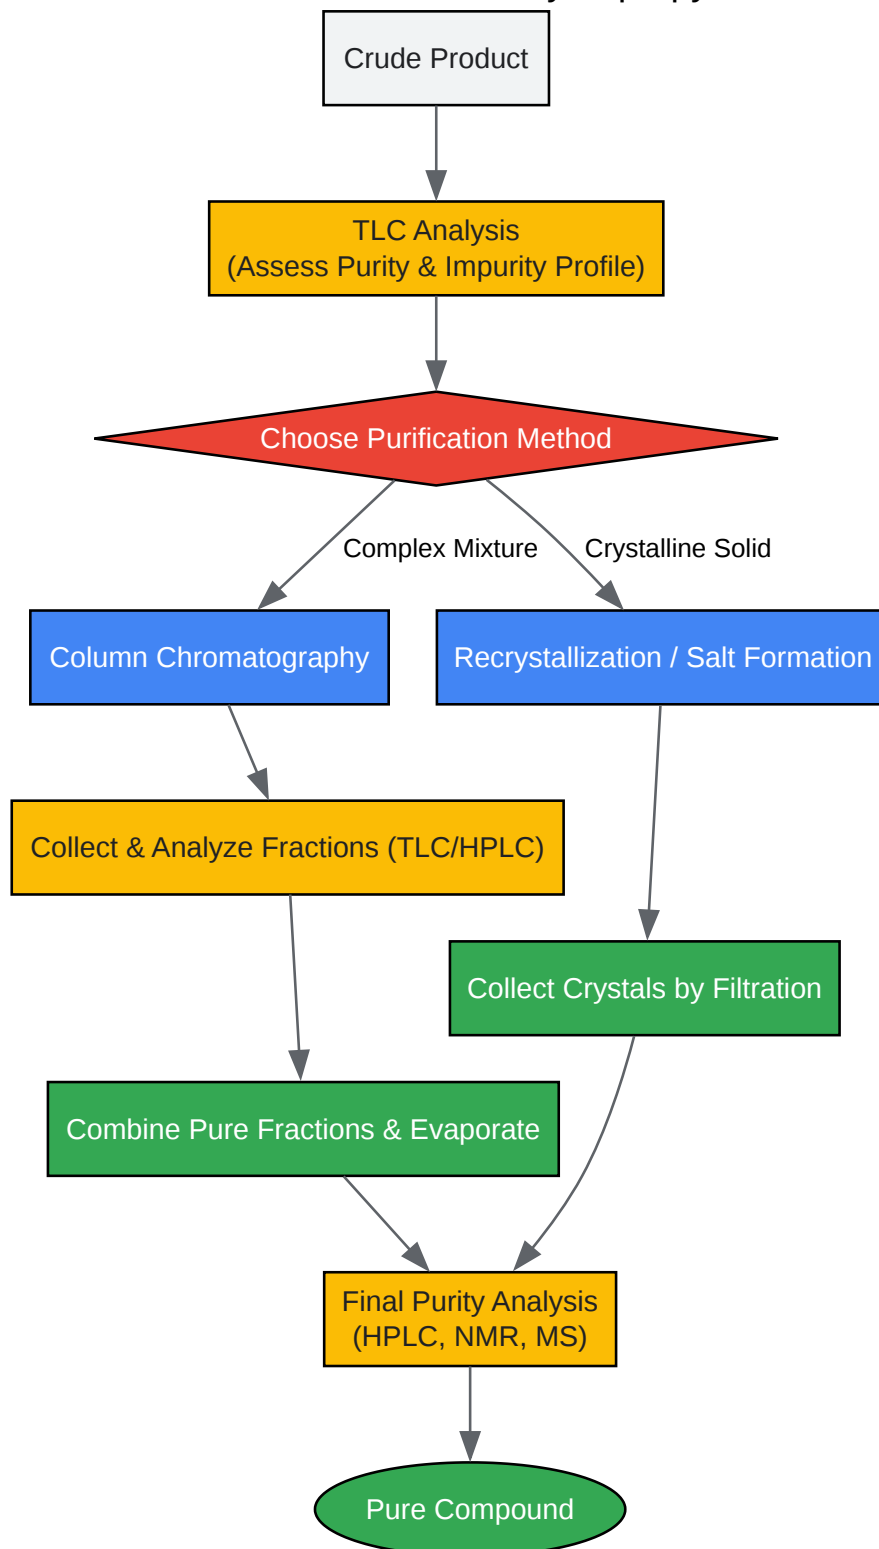 Crude Product
TLC Analysis
(Assess Purity & Impurity Profile)
Choose Purification Method
Complex Mixture
Crystalline Solid
Column Chromatography
Recrystallization / Salt Formation
Collect & Analyze Fractions (TLC/HPLC)
Collect Crystals by Filtration
Combine Pure Fractions & Evaporate
Final Purity Analysis
(HPLC, NMR, MS)
Pure Compound